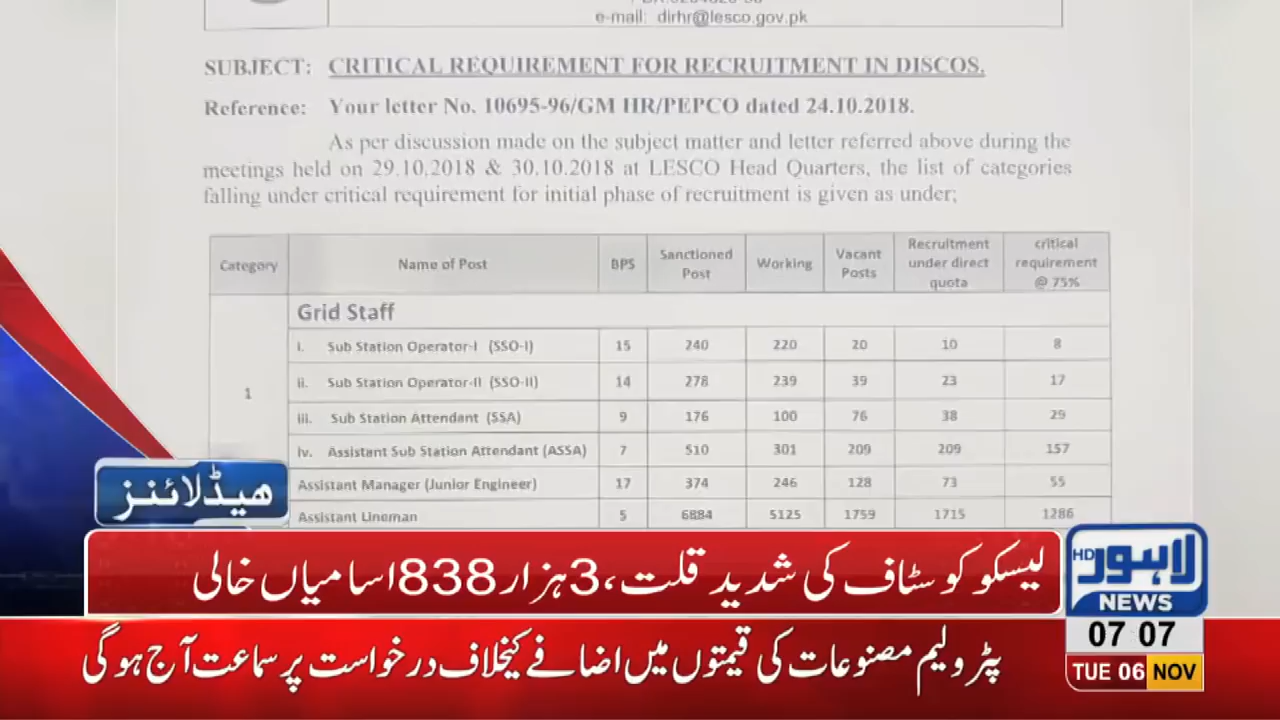 e-mail: dirhr@lesco.gov.pk
SUBJECT: CRITICAL REQUIREMENT FOR RECRUITMENT IN DISCOS.
Reference: Your letter No. 10695-96/GM HR/PEPCO dated 24.10.2018.
As per discussion made on the subject matter and letter referred above during the
meetings held on 29.10.2018 & 30.10.2018 at LESCO Head Quarters, the list of categories
falling under critical requirement for initial phase of recruitment is given as under;
Category Name of Post BPS Sanctioned Post Working Vacant Posts Recruitment under direct quota critical requirement @ 75%
Grid Staff
1
i. Sub Station Operator-I (SSO-I) 15 240 220 20 10 8
ii. Sub Station Operator-II (SSO-II) 14 278 239 39 23 17
iii. Sub Station Attendant (SSA) 9 176 100 76 38 29
iv. Assistant Sub Station Attendant (ASSA) 7 510 301 209 209 157
Assistant Manager (Junior Engineer) 17 374 246 128 73 55
Assistant Lineman 5 6884 5125 1759 1715 1286
ہیڈلائنز
لیسکو کو سٹاف کی شدید قلت، 3 ہزار 838 اسامیاں خالی
پٹرولیم مصنوعات کی قیمتوں میں اضافے کیخلاف درخواست پر سماعت آج ہوگی
لاہور HD
NEWS
07 07
TUE 06 NOV